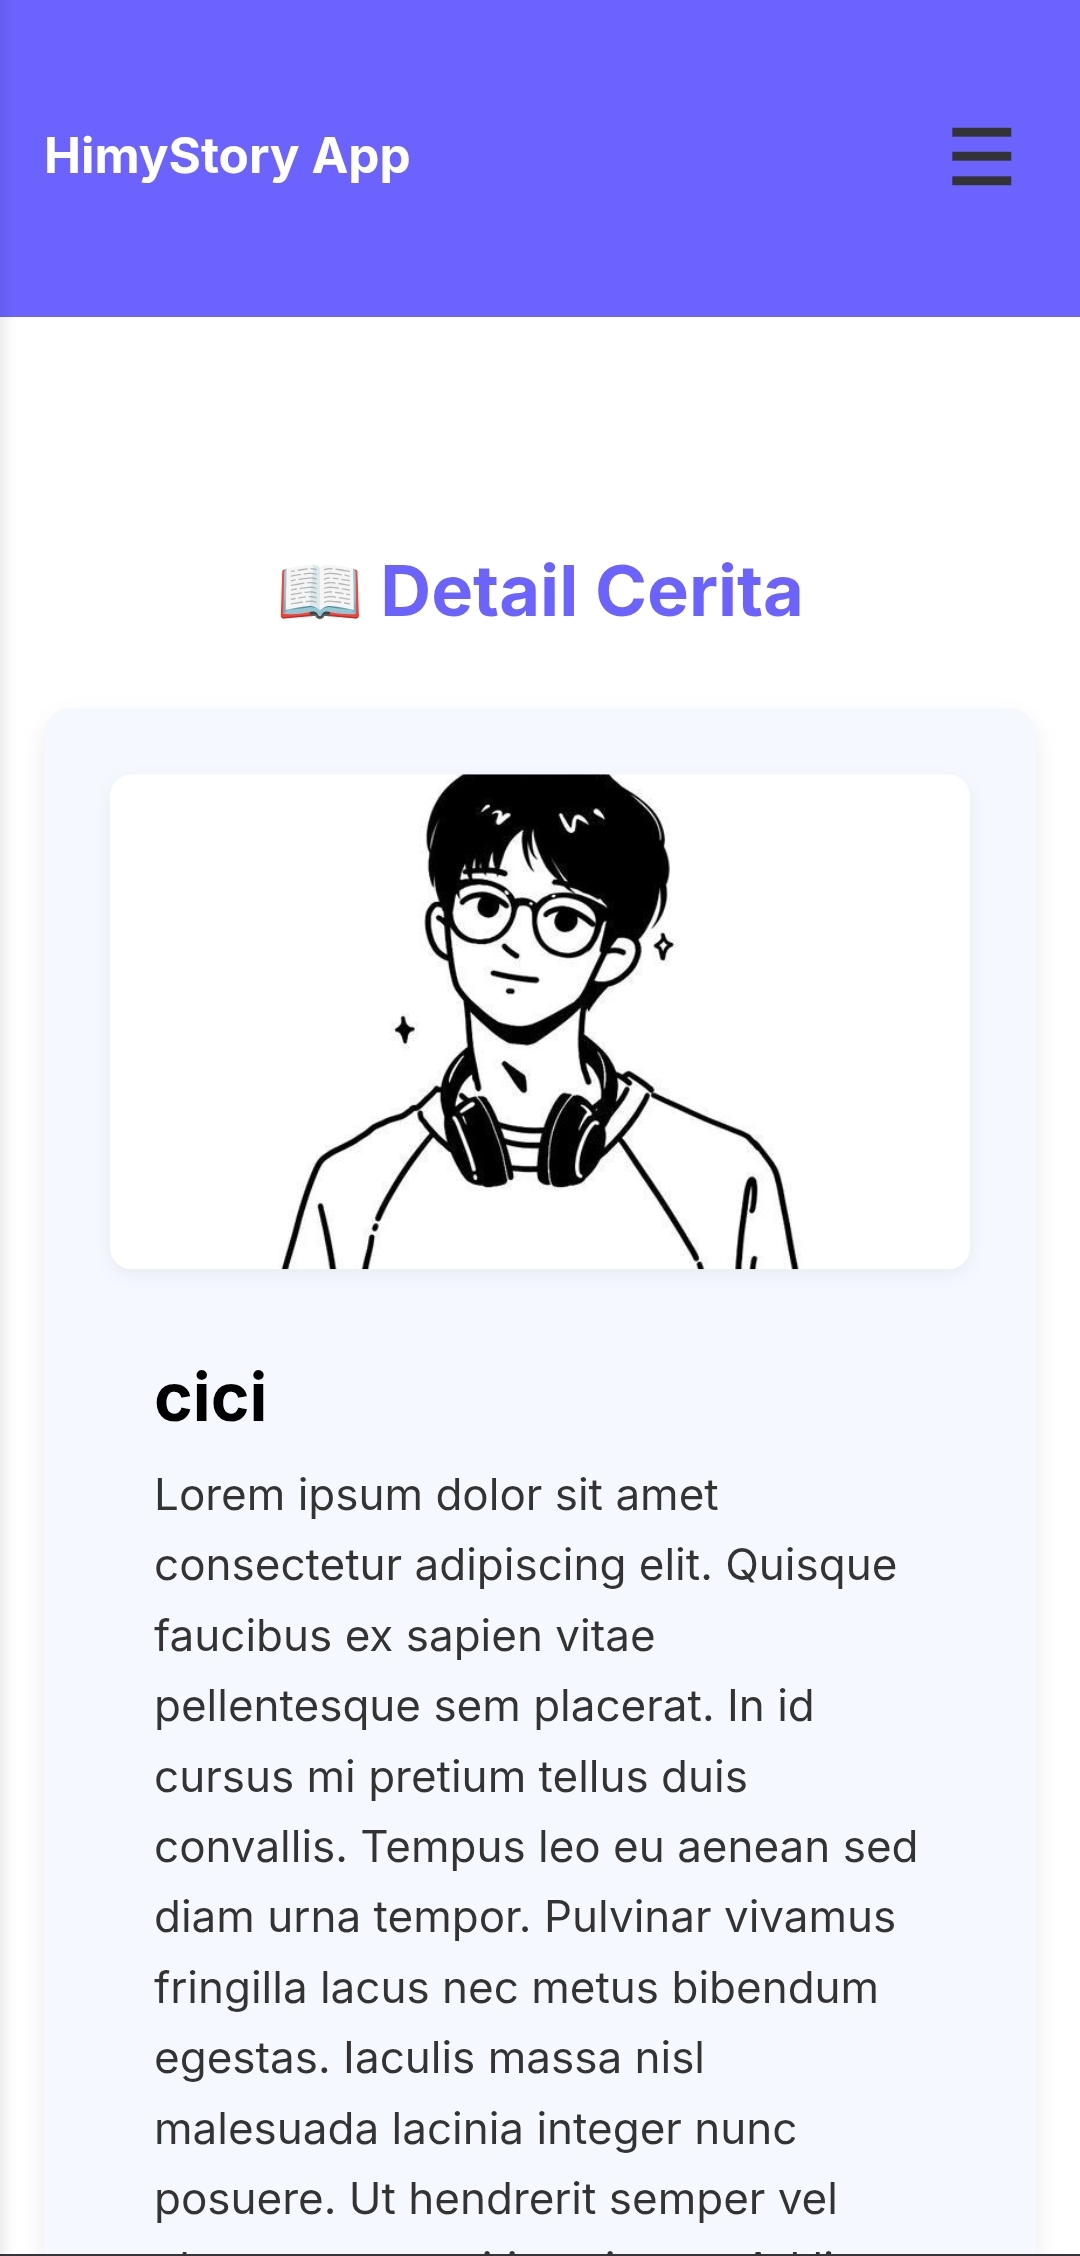 HimyStory App
📖 Detail Cerita
cici
Lorem ipsum dolor sit amet
consectetur adipiscing elit. Quisque
faucibus ex sapien vitae
pellentesque sem placerat. In id
cursus mi pretium tellus duis
convallis. Tempus leo eu aenean sed
diam urna tempor. Pulvinar vivamus
fringilla lacus nec metus bibendum
egestas. Iaculis massa nisl
malesuada lacinia integer nunc
posuere. Ut hendrerit semper vel